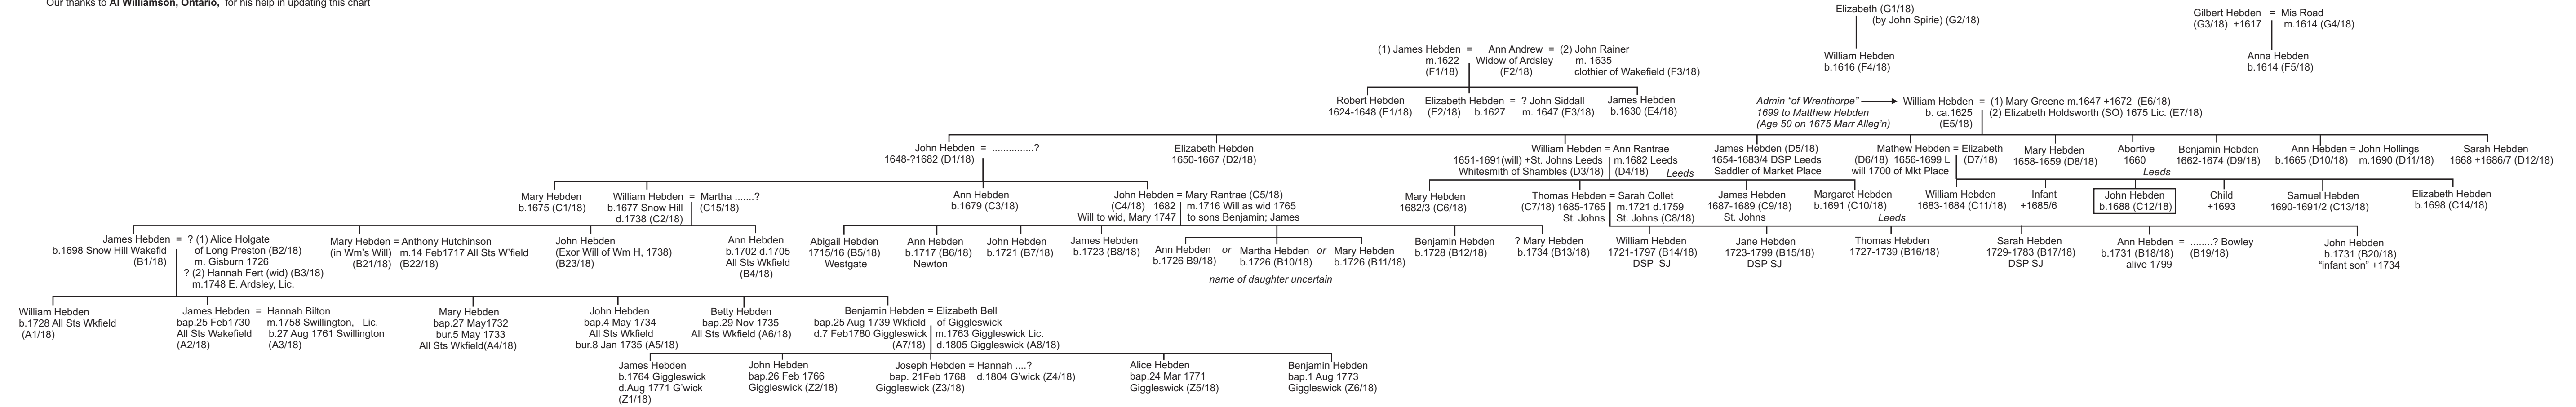 Our thanks to Al Williamson, Ontario, for his help in updating this chart
Elizabeth (G1/18)
(by John Spirie) (G2/18)
William Hebden
b.1616 (F4/18)
Gilbert Hebden = Mis Road
(G3/18) +1617 m.1614 (G4/18)
Anna Hebden
b.1614 (F5/18)
(1) James Hebden = Ann Andrew = (2) John Rainer
m.1622 Widow of Ardsley m. 1635
(F1/18) (F2/18) clothier of Wakefield (F3/18)
Robert Hebden
1624-1648 (E1/18)
Elizabeth Hebden = ? John Siddall
(E2/18) b.1627 m. 1647 (E3/18)
James Hebden
b.1630 (E4/18)
Admin “of Wrenthorpe”
1699 to Matthew Hebden
(Age 50 on 1675 Marr Alleg’n)
William Hebden = (1) Mary Greene m.1647 +1672 (E6/18)
b. ca.1625 (2) Elizabeth Holdsworth (SO) 1675 Lic. (E7/18)
(E5/18)
John Hebden = ...............?
1648-?1682 (D1/18)
Elizabeth Hebden
1650-1667 (D2/18)
William Hebden = Ann Rantrae
1651-1691(will) +St. Johns Leeds m.1682 Leeds
Whitesmith of Shambles (D3/18) (D4/18) Leeds
James Hebden (D5/18)
1654-1683/4 DSP Leeds
Saddler of Market Place
Mathew Hebden = Elizabeth
(D6/18) 1656-1699 L (D7/18)
will 1700 of Mkt Place
Mary Hebden
1658-1659 (D8/18)
Abortive
1660
Leeds
Benjamin Hebden
1662-1674 (D9/18)
Ann Hebden = John Hollings
b.1665 (D10/18) m.1690 (D11/18)
Sarah Hebden
1668 +1686/7 (D12/18)
Mary Hebden
b.1675 (C1/18)
William Hebden = Martha .......?
b.1677 Snow Hill (C15/18)
d.1738 (C2/18)
Ann Hebden
b.1679 (C3/18)
John Hebden = Mary Rantrae (C5/18)
(C4/18) 1682 m.1716 Will as wid 1765
Will to wid, Mary 1747 to sons Benjamin; James
Mary Hebden
1682/3 (C6/18)
Thomas Hebden = Sarah Collet
(C7/18) 1685-1765 m.1721 d.1759
St. Johns St. Johns (C8/18)
James Hebden
1687-1689 (C9/18)
St. Johns
Margaret Hebden
b.1691 (C10/18)
Leeds
William Hebden
1683-1684 (C11/18)
Infant
+1685/6
John Hebden
b.1688 (C12/18)
Child
+1693
Samuel Hebden
1690-1691/2 (C13/18)
Elizabeth Hebden
b.1698 (C14/18)
James Hebden = ? (1) Alice Holgate
b.1698 Snow Hill Wakefld of Long Preston (B2/18)
(B1/18) m. Gisburn 1726
? (2) Hannah Fert (wid) (B3/18)
m.1748 E. Ardsley, Lic.
Mary Hebden = Anthony Hutchinson
(in Wm’s Will) m.14 Feb1717 All Sts W’field
(B21/18) (B22/18)
John Hebden
(Exor Will of Wm H, 1738)
(B23/18)
Ann Hebden
b.1702 d.1705
All Sts Wkfield
(B4/18)
Abigail Hebden
1715/16 (B5/18)
Westgate
Ann Hebden
b.1717 (B6/18)
Newton
John Hebden
b.1721 (B7/18)
James Hebden
b.1723 (B8/18)
Ann Hebden or Martha Hebden or Mary Hebden
b.1726 B9/18) b.1726 (B10/18) b.1726 (B11/18)
name of daughter uncertain
Benjamin Hebden
b.1728 (B12/18)
? Mary Hebden
b.1734 (B13/18)
William Hebden
1721-1797 (B14/18)
DSP SJ
Jane Hebden
1723-1799 (B15/18)
DSP SJ
Thomas Hebden
1727-1739 (B16/18)
Sarah Hebden
1729-1783 (B17/18)
DSP SJ
Ann Hebden = ........? Bowley
b.1731 (B18/18) (B19/18)
alive 1799
John Hebden
b.1731 (B20/18)
“infant son” +1734
William Hebden
b.1728 All Sts Wkfield
(A1/18)
James Hebden = Hannah Bilton
bap.25 Feb1730 m.1758 Swillington, Lic.
All Sts Wakefield b.27 Aug 1761 Swillington
(A2/18) (A3/18)
Mary Hebden
bap.27 May1732
bur.5 May 1733
All Sts Wkfield(A4/18)
John Hebden
bap.4 May 1734
All Sts Wkfield
bur.8 Jan 1735 (A5/18)
Betty Hebden
bap.29 Nov 1735
All Sts Wkfield (A6/18)
Benjamin Hebden = Elizabeth Bell
bap.25 Aug 1739 Wkfield of Giggleswick
d.7 Feb1780 Giggleswick m.1763 Giggleswick Lic.
(A7/18) d.1805 Giggleswick (A8/18)
James Hebden
b.1764 Giggleswick
d.Aug 1771 G’wick
(Z1/18)
John Hebden
bap.26 Feb 1766
Giggleswick (Z2/18)
Joseph Hebden = Hannah ....?
bap. 21Feb 1768 d.1804 G’wick (Z4/18)
Giggleswick (Z3/18)
Alice Hebden
bap.24 Mar 1771
Giggleswick (Z5/18)
Benjamin Hebden
bap.1 Aug 1773
Giggleswick (Z6/18)